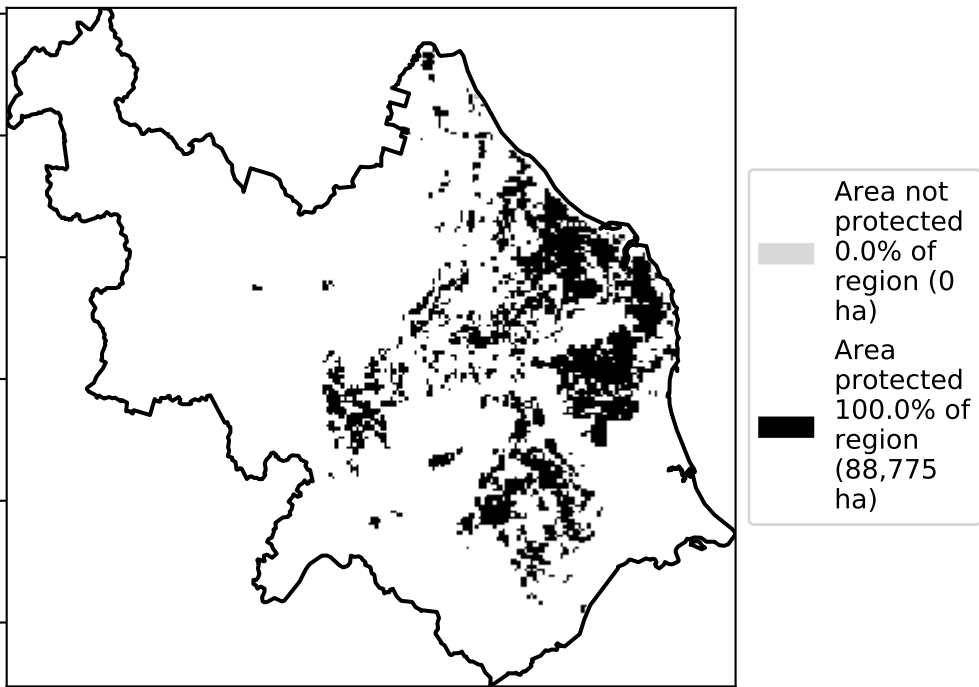 Area not
protected
0.0% of
region (0
ha)
Area
protected
100.0% of
region
(88,775
ha)